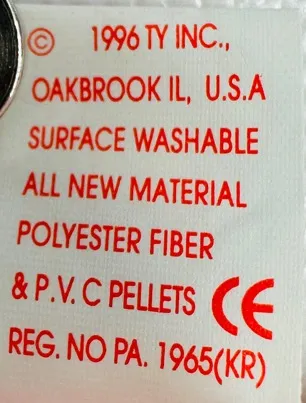 © 1996 TY INC.,
OAKBROOK IL, U.S.A
SURFACE WASHABLE
ALL NEW MATERIAL
POLYESTER FIBER
& P.V. C PELLETS CE
REG. NO PA. 1965(KR)